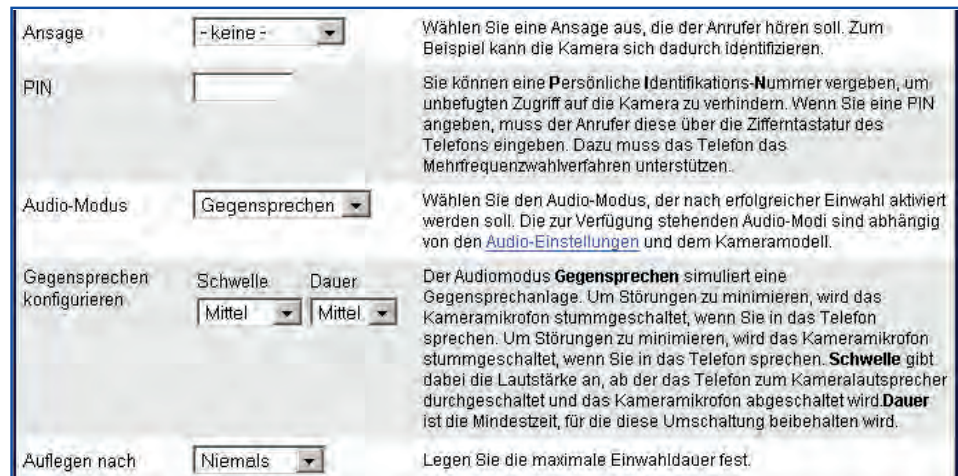 Ansage
- keine -
Wählen Sie eine Ansage aus, die der Anrufer hören soll. Zum
Beispiel kann die Kamera sich dadurch identifizieren.
PIN
Sie können eine Persönliche Identifikations-Nummer vergeben, um
unbefugten Zugriff auf die Kamera zu verhindern. Wenn Sie eine PIN
angeben, muss der Anrufer diese über die Zifferntastatur des
Telefons eingeben. Dazu muss das Telefon das
Mehrfrequenzwahlverfahren unterstützen.
Audio-Modus
Gegensprechen
Wählen Sie den Audio-Modus, der nach erfolgreicher Einwahl aktiviert
werden soll. Die zur Verfügung stehenden Audio-Modi sind abhängig
von den Audio-Einstellungen und dem Kameramodell.
Gegensprechen
konfigurieren
Schwelle Dauer
Mittel Mittel
Der Audiomodus Gegensprechen simuliert eine
Gegensprechanlage. Um Störungen zu minimieren, wird das
Kameramikrofon stummgeschaltet, wenn Sie in das Telefon
sprechen. Um Störungen zu minimieren, wird das Kameramikrofon
stummgeschaltet, wenn Sie in das Telefon sprechen. Schwelle gibt
dabei die Lautstärke an, ab der das Telefon zum Kameralautsprecher
durchgeschaltet und das Kameramikrofon abgeschaltet wird.Dauer
ist die Mindestzeit, für die diese Umschaltung beibehalten wird.
Auflegen nach
Niemals
Legen Sie die maximale Einwahldauer fest.